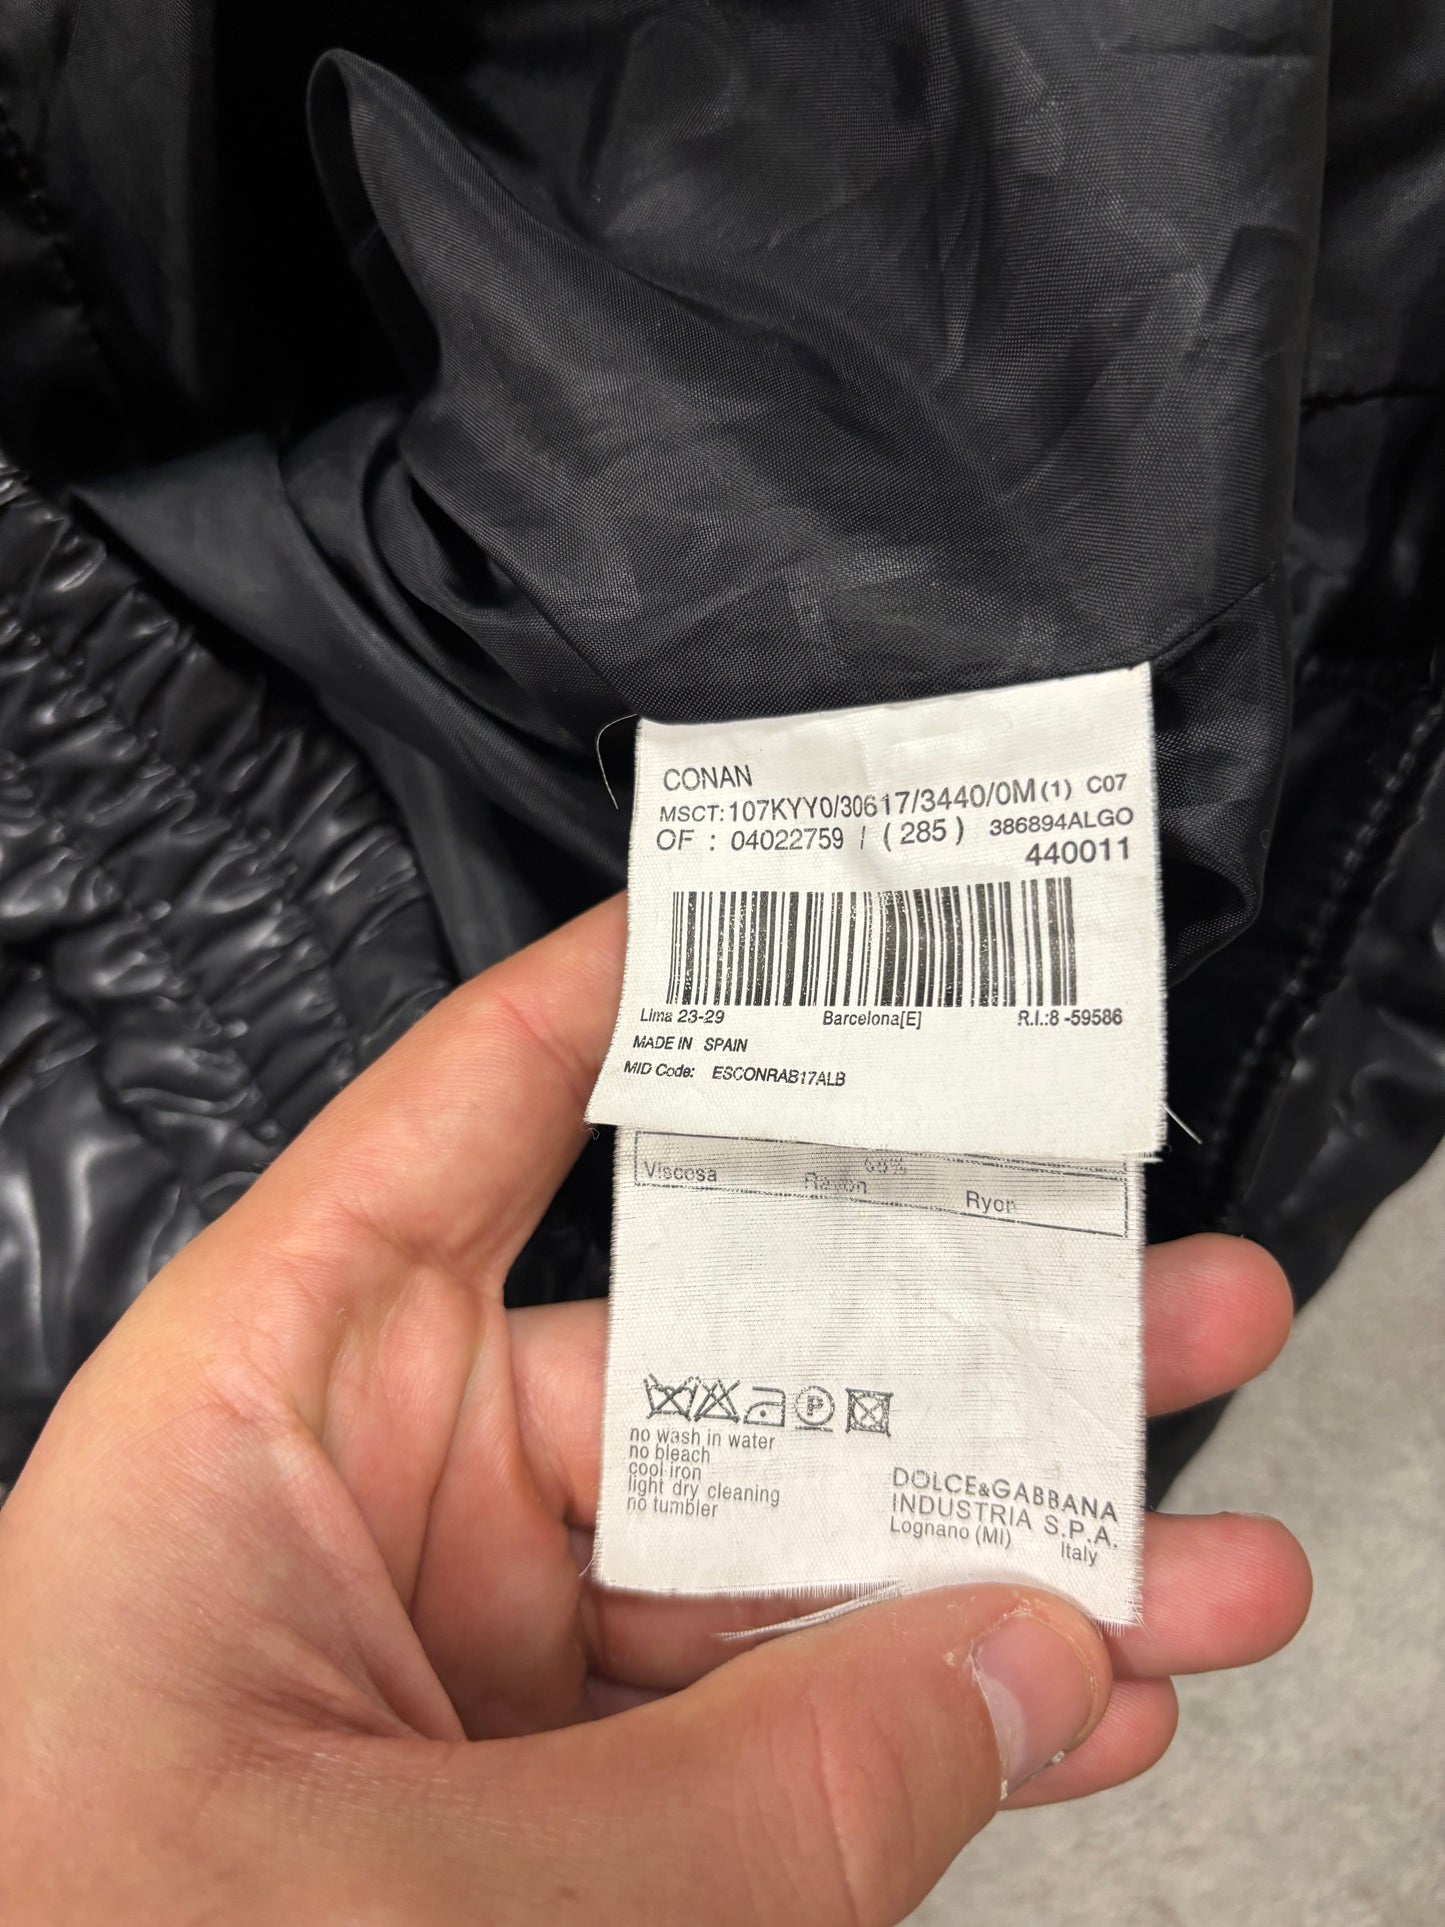 CONAN
MSCT:107KYY0/30617/3440/0M(1) C07
OF : 04022759 / (285) 386894ALGO
440011
Lima 23-29 Barcelona[E] R.I.:8-59586
MADE IN SPAIN
MID Code: ESCONRAB17ALB
Viscosa Rayon Ryon
P
no wash in water
no bleach
cool iron
light dry cleaning
no tumbler
DOLCE&GABBANA
INDUSTRIA S.P.A.
Lognano (MI) Italy